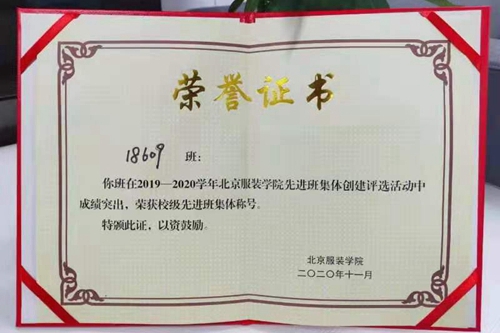 荣誉证书
18609 班：
你班在2019—2020学年北京服装学院先进班集体创建评选活动中
成绩突出，荣获校级先进班集体称号。
特颁此证，以资鼓励。
北京服装学院
二〇二〇年十一月